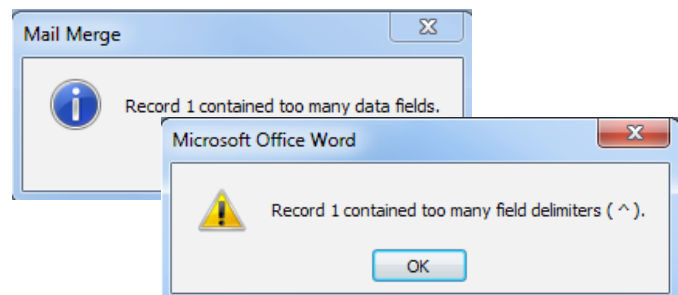 Mail Merge
Record 1 contained too many data fields.
Microsoft Office Word
Record 1 contained too many field delimiters ( ^ ).
OK